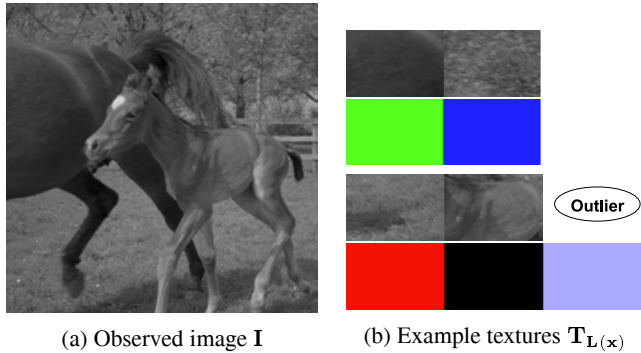 Outlier
(a) Observed image I
(b) Example textures T_L(x)